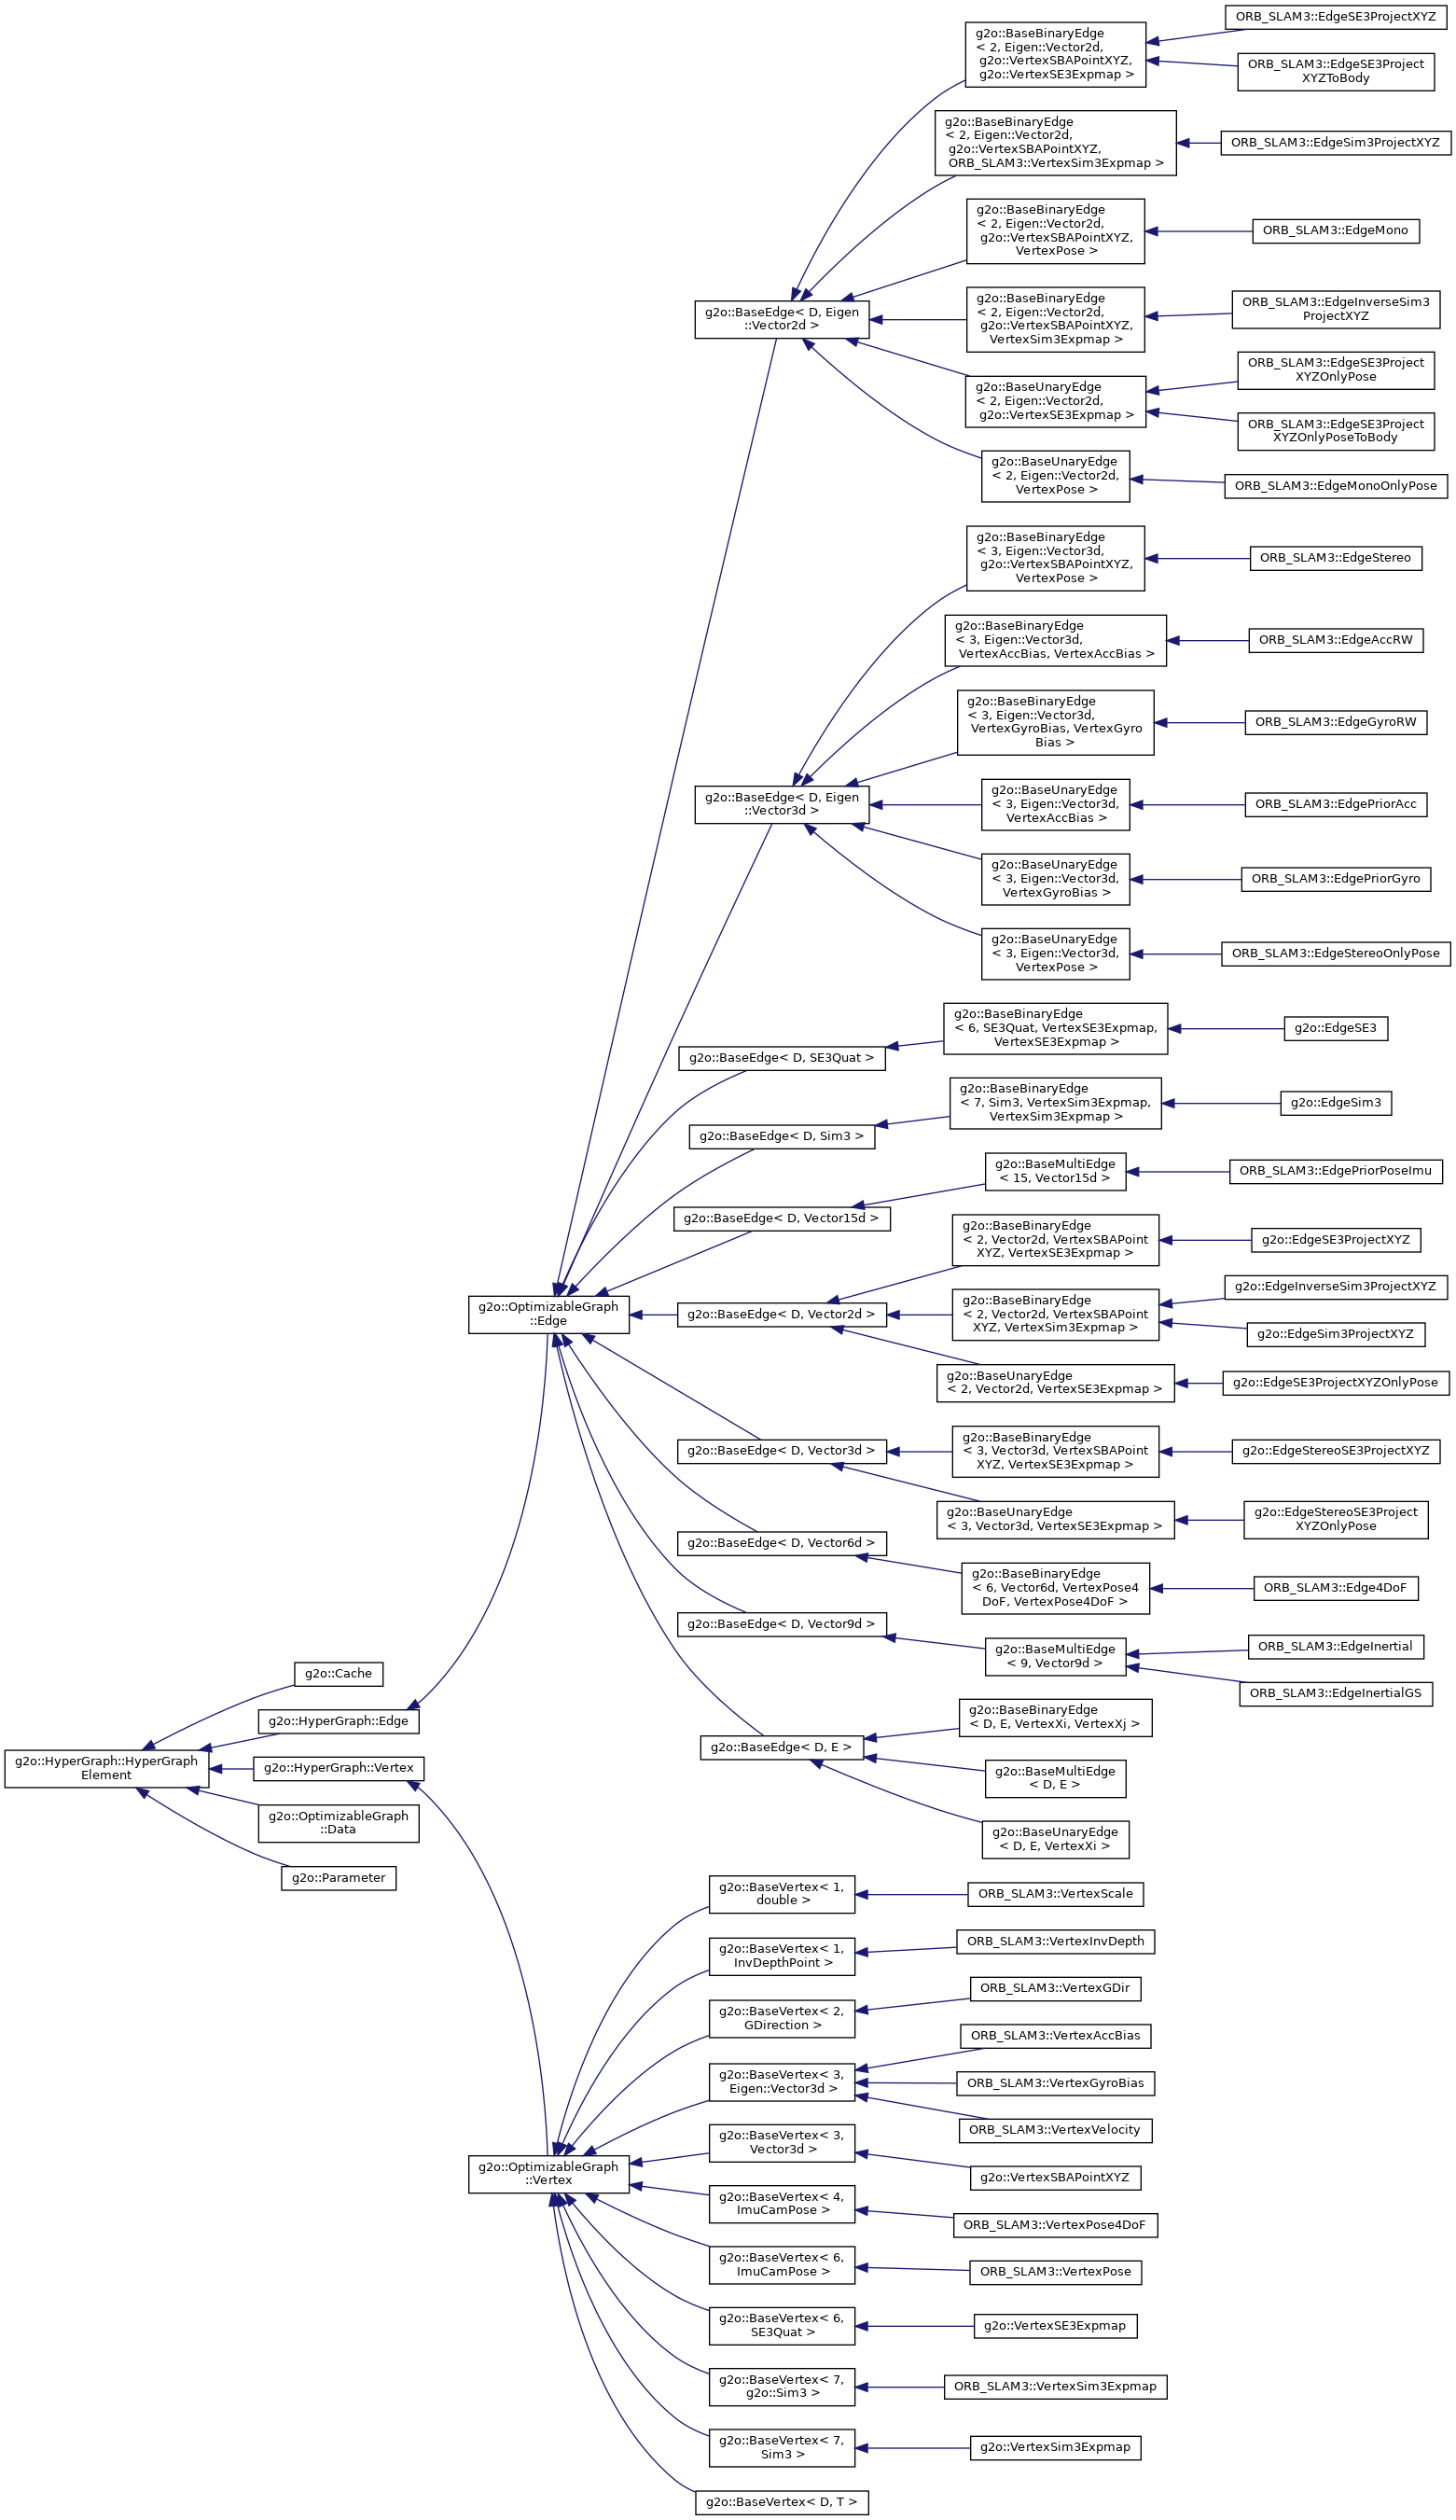 g2o::HyperGraph::HyperGraph
Element
g2o::Cache
g2o::HyperGraph::Edge
g2o::HyperGraph::Vertex
g2o::OptimizableGraph
::Data
g2o::Parameter
g2o::OptimizableGraph
::Edge
g2o::OptimizableGraph
::Vertex
g2o::BaseEdge< D, Eigen
::Vector2d >
g2o::BaseEdge< D, Eigen
::Vector3d >
g2o::BaseEdge< D, SE3Quat >
g2o::BaseEdge< D, Sim3 >
g2o::BaseEdge< D, Vector15d >
g2o::BaseEdge< D, Vector2d >
g2o::BaseEdge< D, Vector3d >
g2o::BaseEdge< D, Vector6d >
g2o::BaseEdge< D, Vector9d >
g2o::BaseEdge< D, E >
g2o::BaseVertex< 1,
double >
g2o::BaseVertex< 1,
InvDepthPoint >
g2o::BaseVertex< 2,
GDirection >
g2o::BaseVertex< 3,
Eigen::Vector3d >
g2o::BaseVertex< 3,
Vector3d >
g2o::BaseVertex< 4,
ImuCamPose >
g2o::BaseVertex< 6,
ImuCamPose >
g2o::BaseVertex< 6,
SE3Quat >
g2o::BaseVertex< 7,
g2o::Sim3 >
g2o::BaseVertex< 7,
Sim3 >
g2o::BaseVertex< D, T >
g2o::BaseBinaryEdge
< 2, Eigen::Vector2d,
g2o::VertexSBAPointXYZ,
g2o::VertexSE3Expmap >
g2o::BaseBinaryEdge
< 2, Eigen::Vector2d,
g2o::VertexSBAPointXYZ,
ORB_SLAM3::VertexSim3Expmap >
g2o::BaseBinaryEdge
< 2, Eigen::Vector2d,
g2o::VertexSBAPointXYZ,
VertexPose >
g2o::BaseBinaryEdge
< 2, Eigen::Vector2d,
g2o::VertexSBAPointXYZ,
VertexSim3Expmap >
g2o::BaseUnaryEdge
< 2, Eigen::Vector2d,
g2o::VertexSE3Expmap >
g2o::BaseUnaryEdge
< 2, Eigen::Vector2d,
VertexPose >
g2o::BaseBinaryEdge
< 3, Eigen::Vector3d,
g2o::VertexSBAPointXYZ,
VertexPose >
g2o::BaseBinaryEdge
< 3, Eigen::Vector3d,
VertexAccBias, VertexAccBias >
g2o::BaseBinaryEdge
< 3, Eigen::Vector3d,
VertexGyroBias, VertexGyro
Bias >
g2o::BaseUnaryEdge
< 3, Eigen::Vector3d,
VertexAccBias >
g2o::BaseUnaryEdge
< 3, Eigen::Vector3d,
VertexGyroBias >
g2o::BaseUnaryEdge
< 3, Eigen::Vector3d,
VertexPose >
g2o::BaseBinaryEdge
< 6, SE3Quat, VertexSE3Expmap,
VertexSE3Expmap >
g2o::BaseBinaryEdge
< 7, Sim3, VertexSim3Expmap,
VertexSim3Expmap >
g2o::BaseMultiEdge
< 15, Vector15d >
g2o::BaseBinaryEdge
< 2, Vector2d, VertexSBAPoint
XYZ, VertexSE3Expmap >
g2o::BaseBinaryEdge
< 2, Vector2d, VertexSBAPoint
XYZ, VertexSim3Expmap >
g2o::BaseUnaryEdge
< 2, Vector2d, VertexSE3Expmap >
g2o::BaseBinaryEdge
< 3, Vector3d, VertexSBAPoint
XYZ, VertexSE3Expmap >
g2o::BaseUnaryEdge
< 3, Vector3d, VertexSE3Expmap >
g2o::BaseBinaryEdge
< 6, Vector6d, VertexPose4
DoF, VertexPose4DoF >
g2o::BaseMultiEdge
< 9, Vector9d >
g2o::BaseBinaryEdge
< D, E, VertexXi, VertexXj >
g2o::BaseMultiEdge
< D, E >
g2o::BaseUnaryEdge
< D, E, VertexXi >
ORB_SLAM3::VertexScale
ORB_SLAM3::VertexInvDepth
ORB_SLAM3::VertexGDir
ORB_SLAM3::VertexAccBias
ORB_SLAM3::VertexGyroBias
ORB_SLAM3::VertexVelocity
g2o::VertexSBAPointXYZ
ORB_SLAM3::VertexPose4DoF
ORB_SLAM3::VertexPose
g2o::VertexSE3Expmap
ORB_SLAM3::VertexSim3Expmap
g2o::VertexSim3Expmap
ORB_SLAM3::EdgeSE3ProjectXYZ
ORB_SLAM3::EdgeSE3Project
XYZToBody
ORB_SLAM3::EdgeSim3ProjectXYZ
ORB_SLAM3::EdgeMono
ORB_SLAM3::EdgeInverseSim3
ProjectXYZ
ORB_SLAM3::EdgeSE3Project
XYZOnlyPose
ORB_SLAM3::EdgeSE3Project
XYZOnlyPoseToBody
ORB_SLAM3::EdgeMonoOnlyPose
ORB_SLAM3::EdgeStereo
ORB_SLAM3::EdgeAccRW
ORB_SLAM3::EdgeGyroRW
ORB_SLAM3::EdgePriorAcc
ORB_SLAM3::EdgePriorGyro
ORB_SLAM3::EdgeStereoOnlyPose
g2o::EdgeSE3
g2o::EdgeSim3
ORB_SLAM3::EdgePriorPoseImu
g2o::EdgeSE3ProjectXYZ
g2o::EdgeInverseSim3ProjectXYZ
g2o::EdgeSim3ProjectXYZ
g2o::EdgeSE3ProjectXYZOnlyPose
g2o::EdgeStereoSE3ProjectXYZ
g2o::EdgeStereoSE3Project
XYZOnlyPose
ORB_SLAM3::Edge4DoF
ORB_SLAM3::EdgeInertial
ORB_SLAM3::EdgeInertialGS